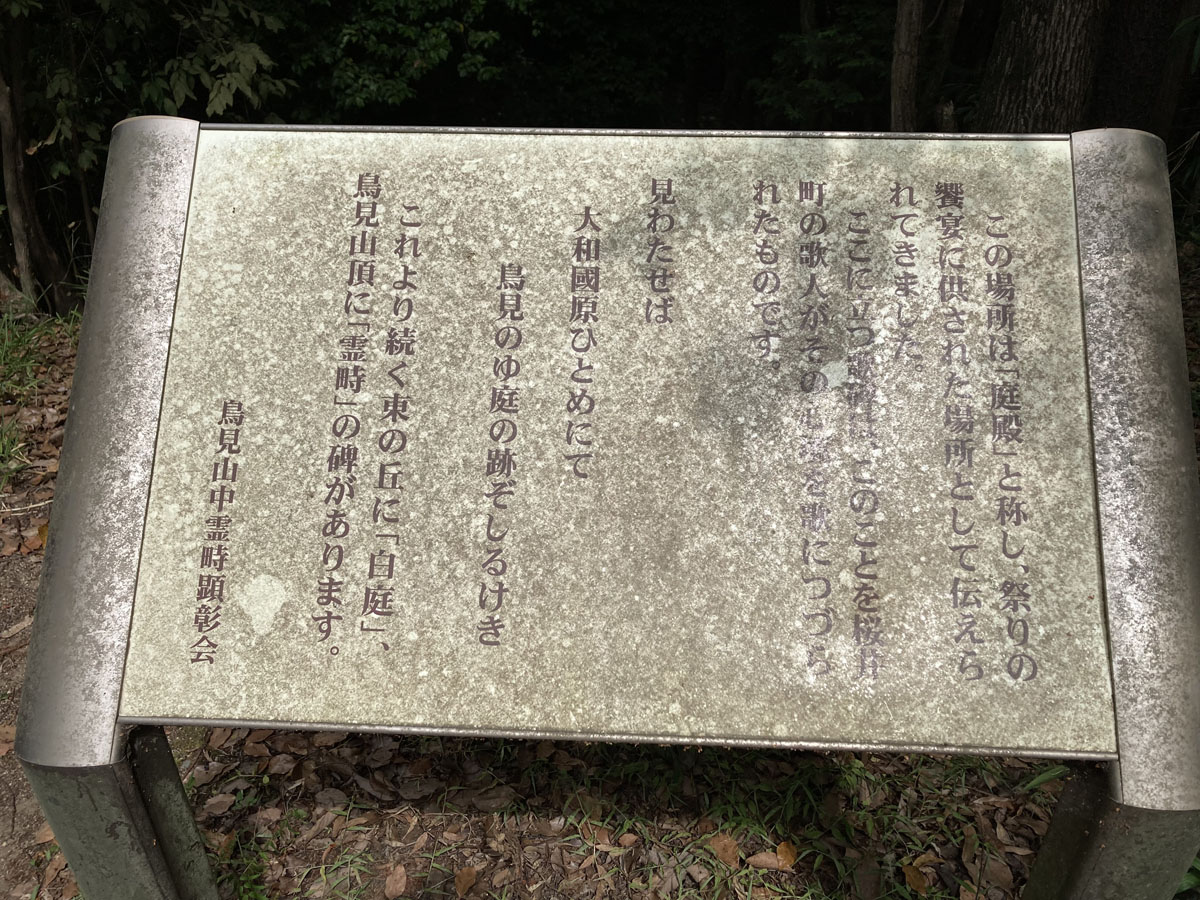 この場所は「庭殿」と称し、祭りの
饗宴に供された場所として伝えら
れてきました。
ここに立つ歌碑は、このことを桜井
町の歌人がその を歌につづら
れたものです。
見わたせば
大和國原ひとめにて
鳥見のゆ庭の跡ぞしるけき
これより続く東の丘に「白庭」、
鳥見山頂に「霊畤」の碑があります。
鳥見山中霊畤顕彰会